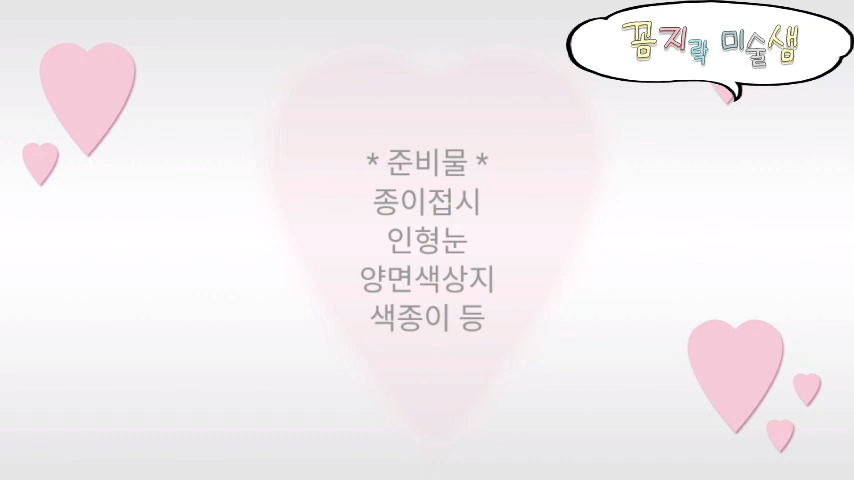 꼼지락 미술샘
* 준비물 *
종이접시
인형눈
양면색상지
색종이 등